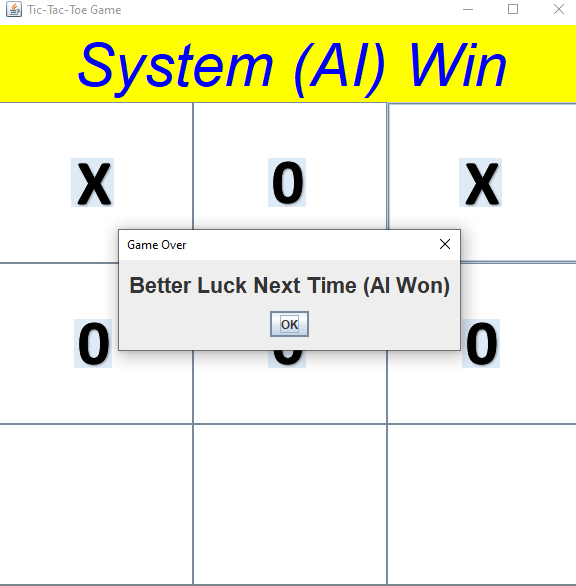 Tic-Tac-Toe Game
System (AI) Win
X 0 X
Game Over
Better Luck Next Time (AI Won)
OK
0 0 0